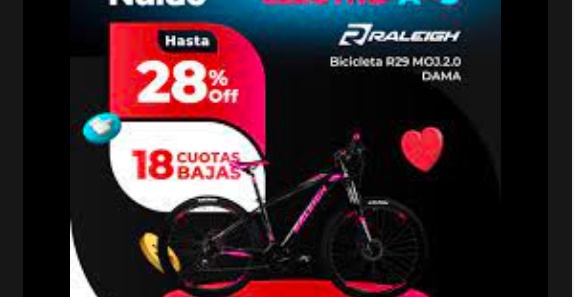 Naldo
Hasta
28%
Off
18 CUOTAS
BAJAS
RALEIGH
Bicicleta R29 MOJ.2.0
DAMA
RALEIGH